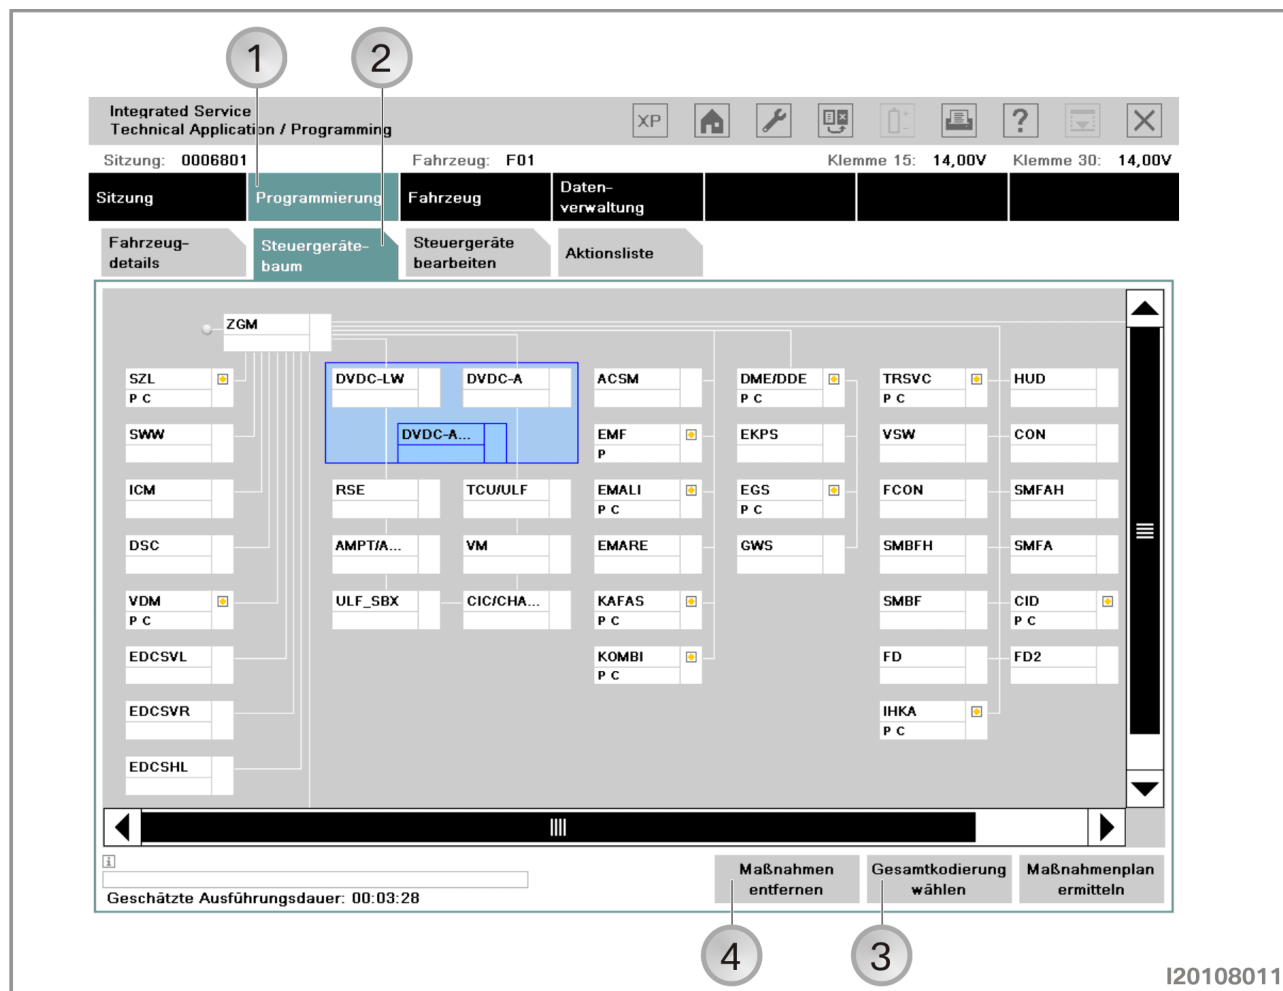 1
2
Integrated Service
Technical Application / Programming
XP
?
Sitzung: 0006801
Fahrzeug: F01
Klemme 15: 14,00V
Klemme 30: 14,00V
Sitzung
Programmierung
Fahrzeug
Daten-
verwaltung
Fahrzeug-
details
Steuergeräte-
baum
Steuergeräte
bearbeiten
Aktionsliste
ZGM
SZL
P C
DVDC-LW
DVDC-A
ACSM
DME/DDE
P C
TRSVC
P C
HUD
SWW
DVDC-A...
EMF
P
EKPS
VSW
CON
ICM
RSE
TCU/ULF
EMALI
P C
EGS
P C
FCON
SMFAH
DSC
AMPT/A...
VM
EMARE
GWS
SMBFH
SMFA
VDM
P C
ULF_SBX
CIC/CHA...
KAFAS
P C
SMBF
CID
P C
EDCSVL
KOMBI
P C
FD
FD2
EDCSVR
IHKA
P C
EDCSHL
i
Geschätzte Ausführungsdauer: 00:03:28
Maßnahmen
entfernen
Gesamtkodierung
wählen
Maßnahmenplan
ermitteln
4
3
I20108011